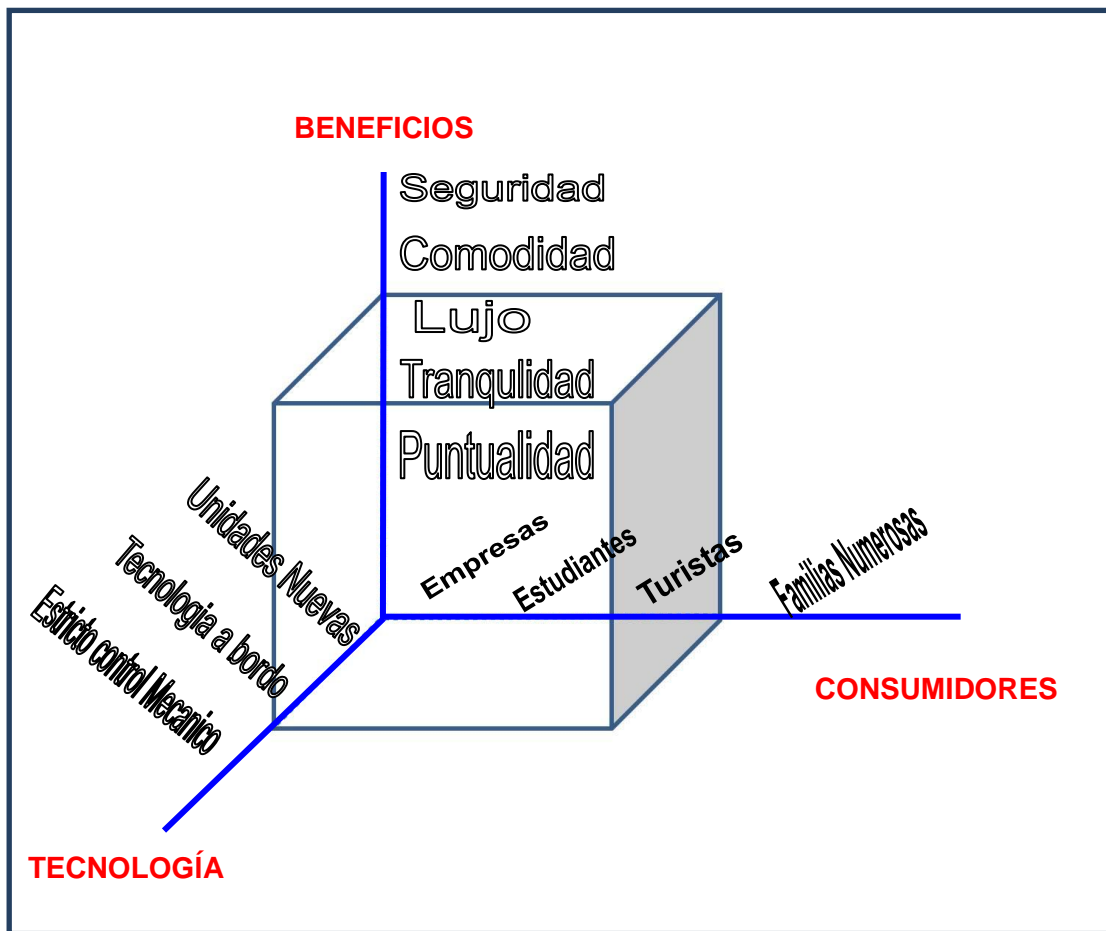 BENEFICIOS
Seguridad
Comodidad
Lujo
Tranqulidad
Puntualidad
Unidades Nuevas
Tecnologia a bordo
Estricto control Mecanico
Empresas
Estudiantes
Turistas
Familias Numerosas
CONSUMIDORES
TECNOLOGÍA